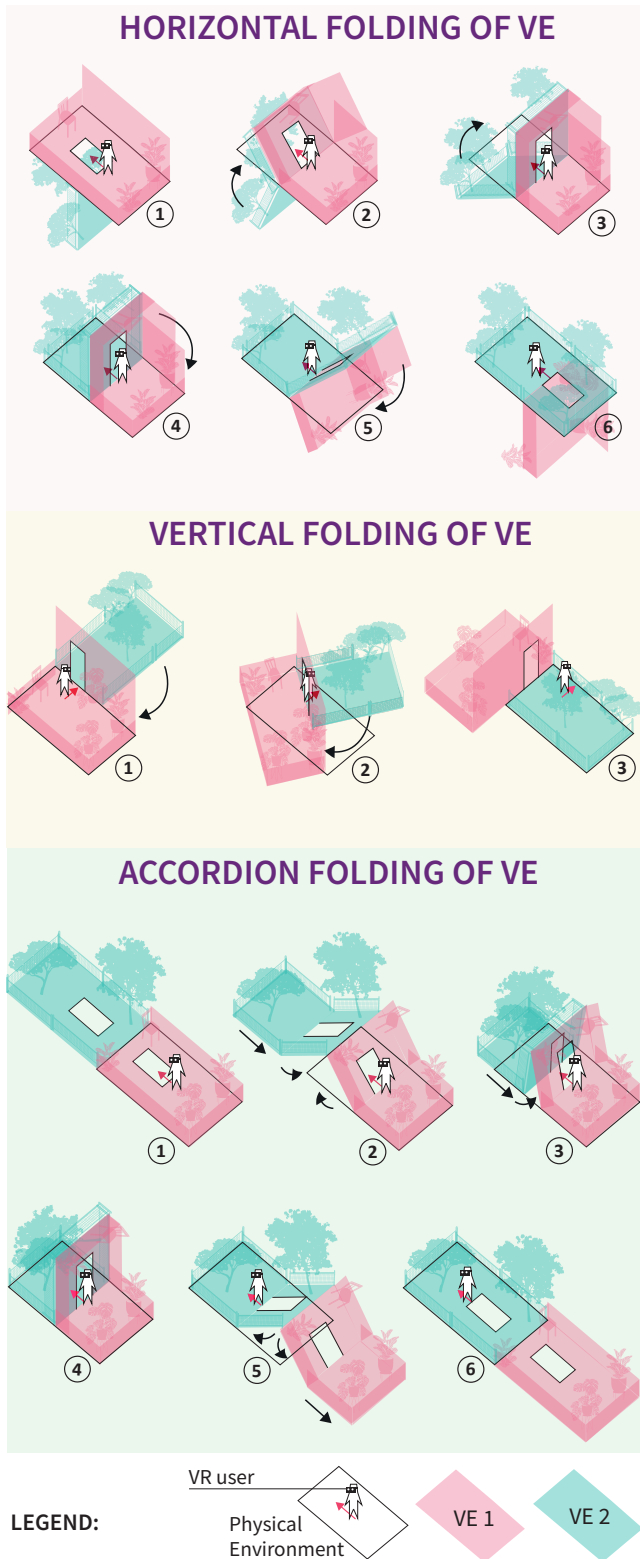 HORIZONTAL FOLDING OF VE
1
2
3
4
5
6
VERTICAL FOLDING OF VE
1
2
3
ACCORDION FOLDING OF VE
1
2
3
4
5
6
LEGEND:
VR user
Physical
Environment
VE 1
VE 2